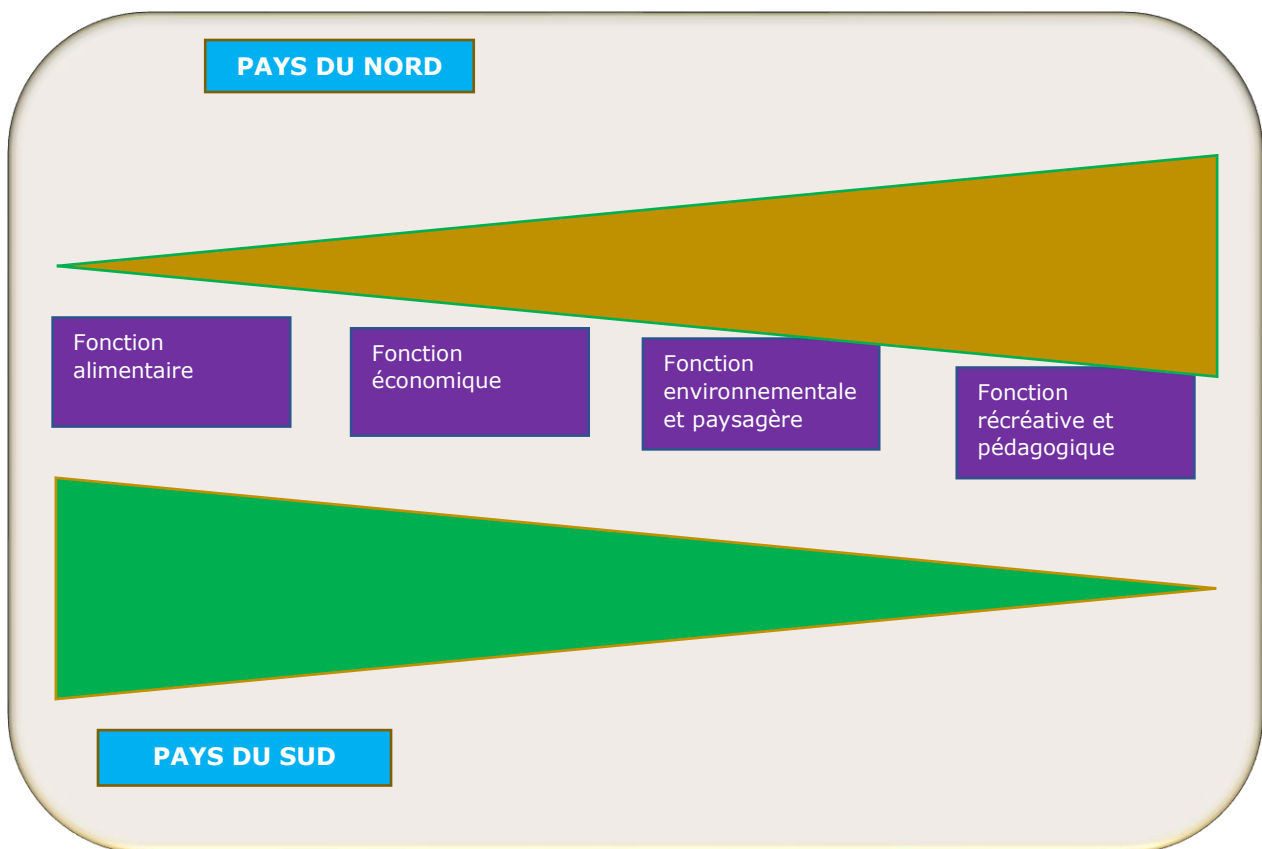 PAYS DU NORD
Fonction
alimentaire
Fonction
économique
Fonction
environnementale
et paysagère
Fonction
récréative et
pédagogique
PAYS DU SUD